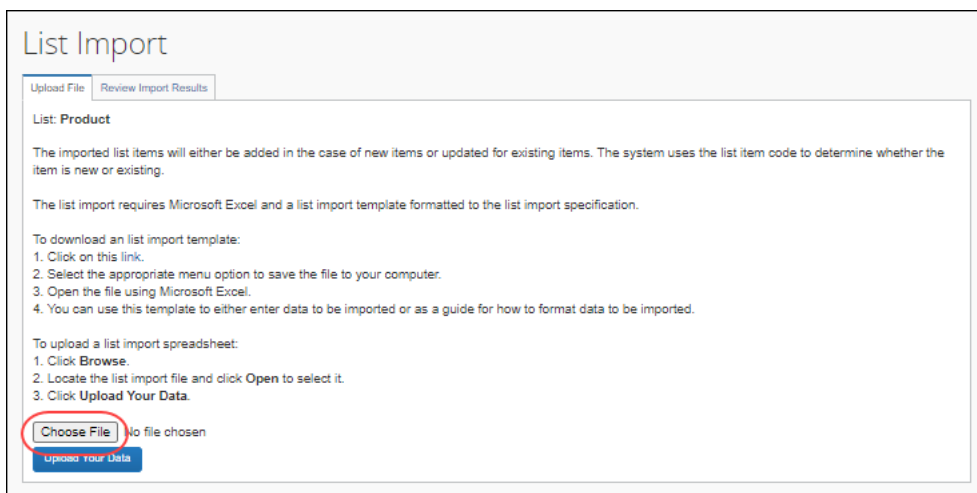 List Import
Upload File
Review Import Results
List: Product
The imported list items will either be added in the case of new items or updated for existing items. The system uses the list item code to determine whether the
item is new or existing.
The list import requires Microsoft Excel and a list import template formatted to the list import specification.
To download an list import template:
1. Click on this link.
2. Select the appropriate menu option to save the file to your computer.
3. Open the file using Microsoft Excel.
4. You can use this template to either enter data to be imported or as a guide for how to format data to be imported.
To upload a list import spreadsheet:
1. Click Browse.
2. Locate the list import file and click Open to select it.
3. Click Upload Your Data.
Choose File No file chosen
Upload Your Data